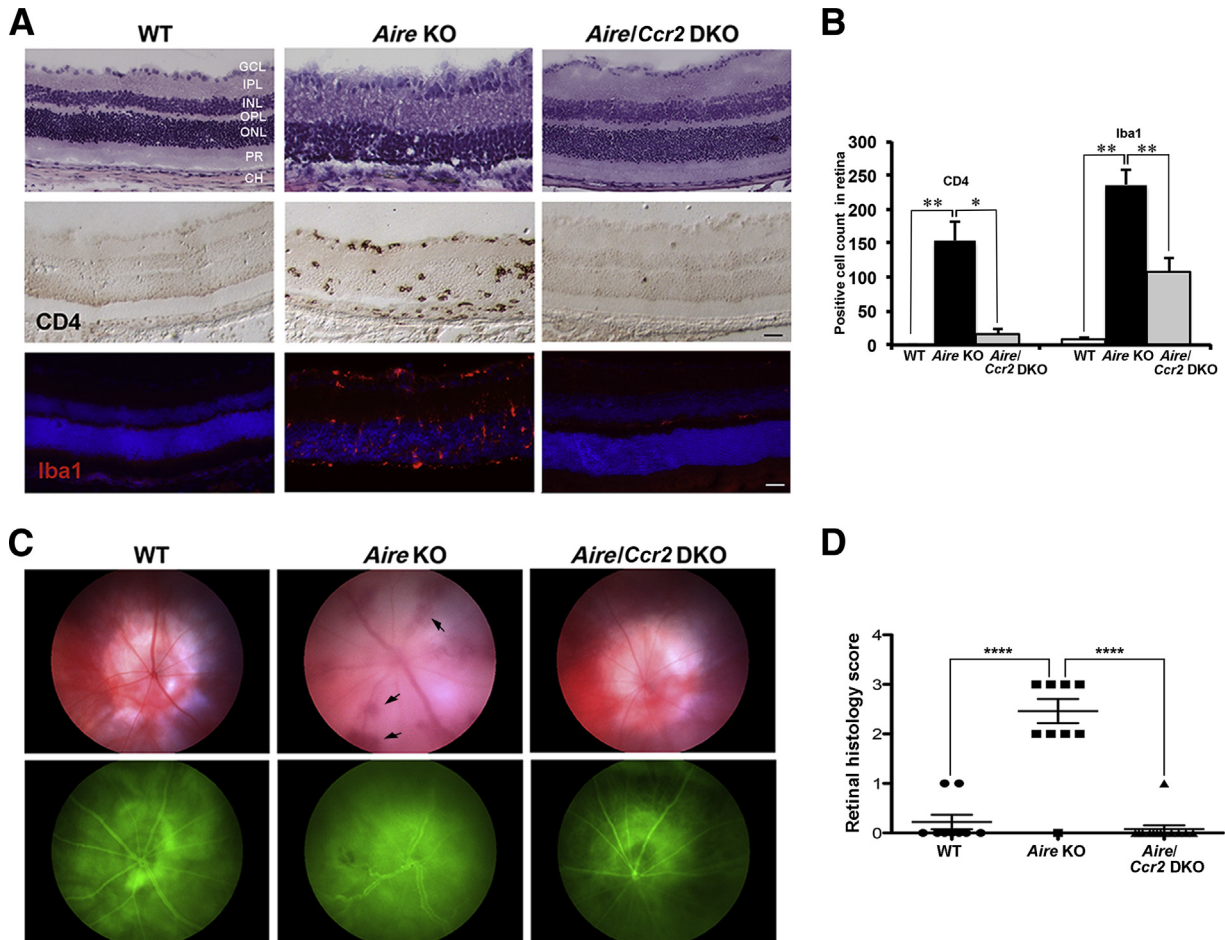 A
WT
Aire KO
Aire/Ccr2 DKO
GCL
IPL
INL
OPL
ONL
PR
CH
CD4
Iba1
B
Positive cell count in retina
300
250
200
150
100
50
0
CD4
** *
Iba1
** **
WT Aire KO Aire/
Ccr2 DKO
WT Aire KO Aire/
Ccr2 DKO
C
WT
Aire KO
Aire/Ccr2 DKO
D
Retinal histology score
4
3
2
1
0
**** ****
WT
Aire KO
Aire/
Ccr2 DKO